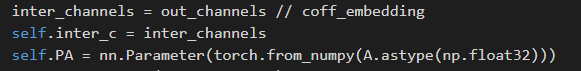 inter_channels = out_channels // coff_embedding
self.inter_c = inter_channels
self.PA = nn.Parameter(torch.from_numpy(A.astype(np.float32)))